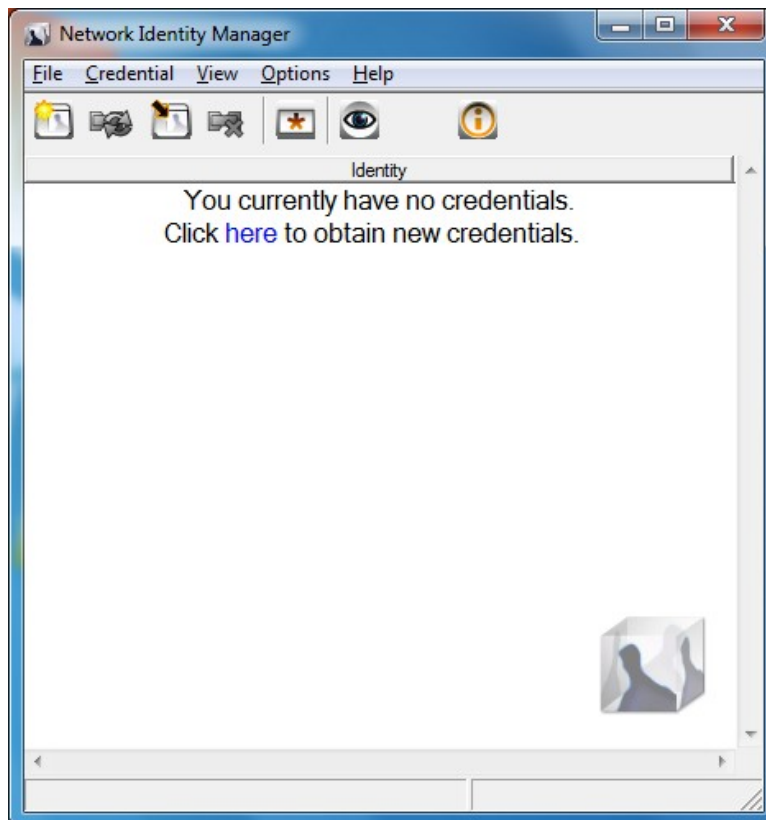 Network Identity Manager
File Credential View Options Help
Identity
You currently have no credentials.
Click here to obtain new credentials.